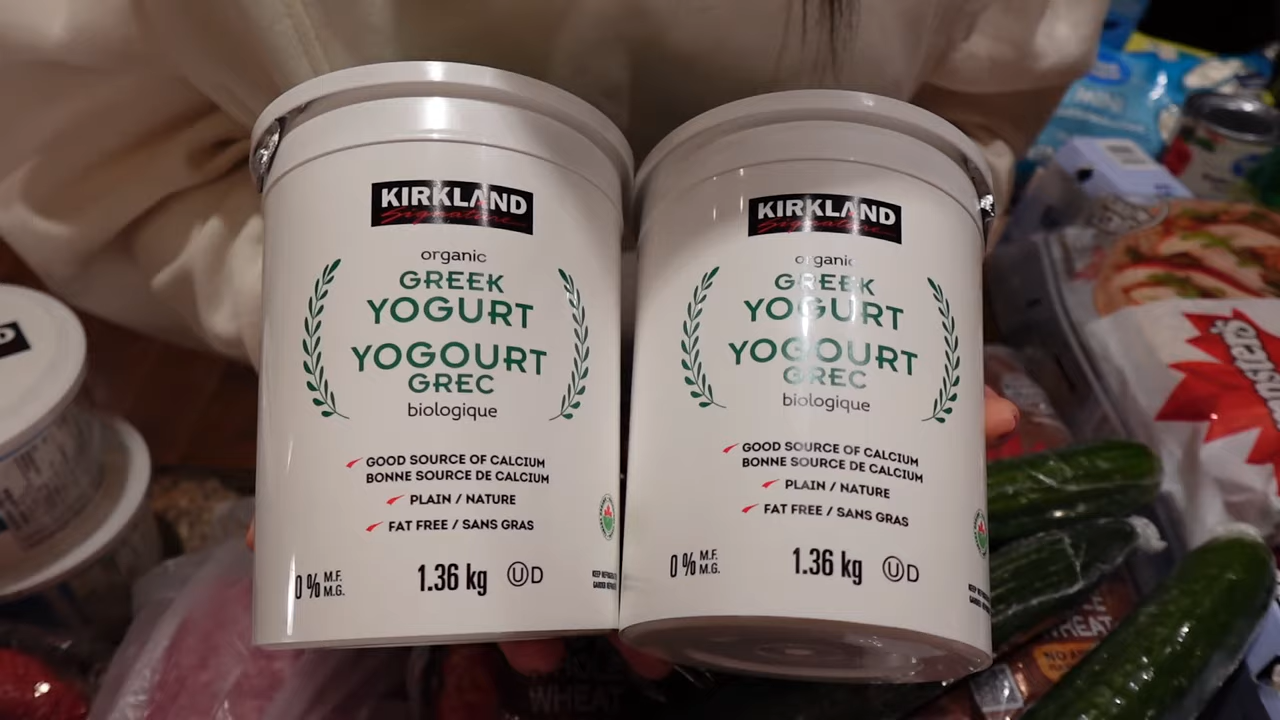 KIRKLAND
Signature
organic
GREEK
YOGURT
YOGOURT
GREC
biologique
GOOD SOURCE OF CALCIUM
BONNE SOURCE DE CALCIUM
PLAIN / NATURE
FAT FREE / SANS GRAS
0 % M.F.
M.G.
1.36 kg
U D
KIRKLAND
Signature
organic
GREEK
YOGURT
YOGOURT
GREC
biologique
GOOD SOURCE OF CALCIUM
BONNE SOURCE DE CALCIUM
PLAIN / NATURE
FAT FREE / SANS GRAS
0 % M.F.
M.G.
1.36 kg
U D
WHEAT
WHEAT